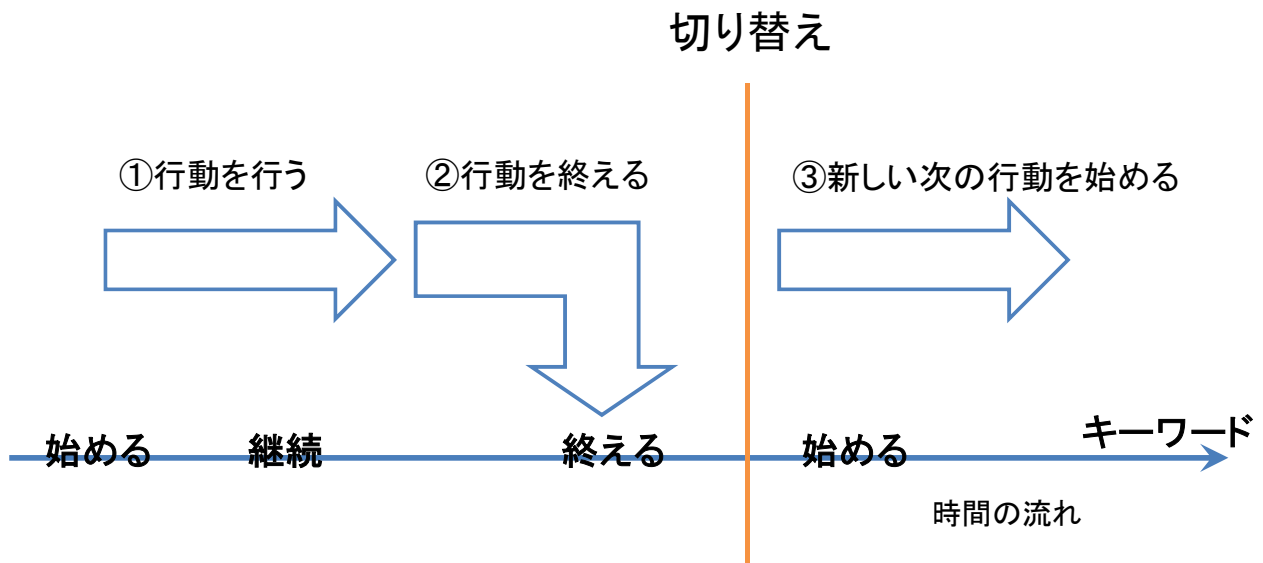 切り替え
①行動を行う
②行動を終える
③新しい次の行動を始める
始める
継続
終える
始める
キーワード
時間の流れ